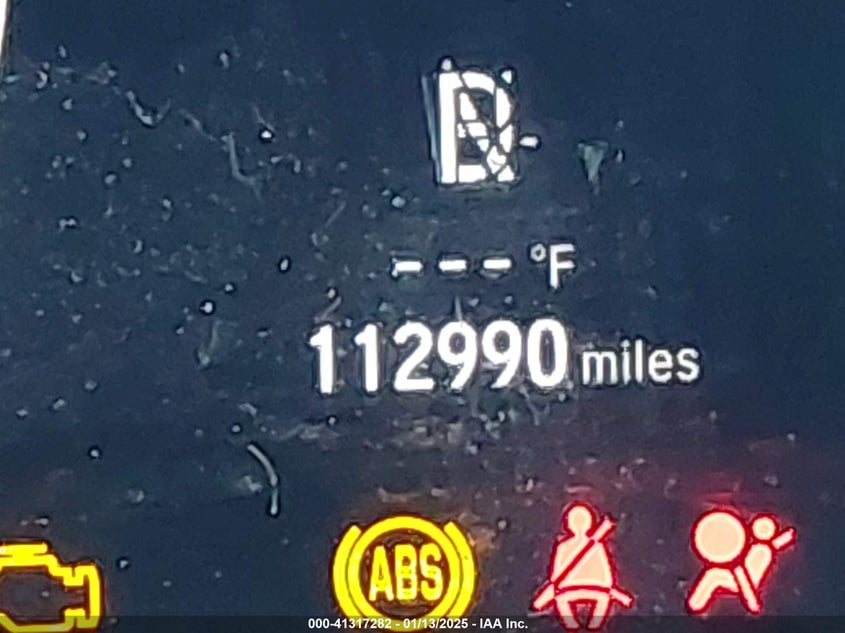 --- °F
112990 miles
ABS
000-41317282 - 01/13/2025 - IAA Inc.